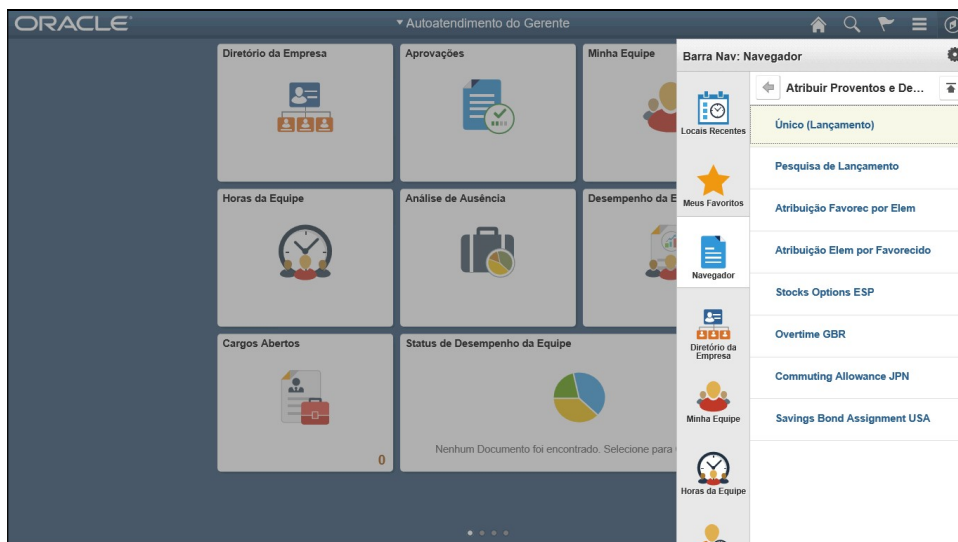 ORACLE
Autoatendimento do Gerente
Diretório da Empresa
Aprovações
Minha Equipe
Horas da Equipe
Análise de Ausência
Desempenho da E
Cargos Abertos
0
Status de Desempenho da Equipe
Nenhum Documento foi encontrado. Selecione para
Barra Nav: Navegador
Locais Recentes
Meus Favoritos
Navegador
Diretório da
Empresa
Minha Equipe
Horas da Equipe
Atribuir Proventos e De...
Único (Lançamento)
Pesquisa de Lançamento
Atribuição Favorec por Elem
Atribuição Elem por Favorecido
Stocks Options ESP
Overtime GBR
Commuting Allowance JPN
Savings Bond Assignment USA